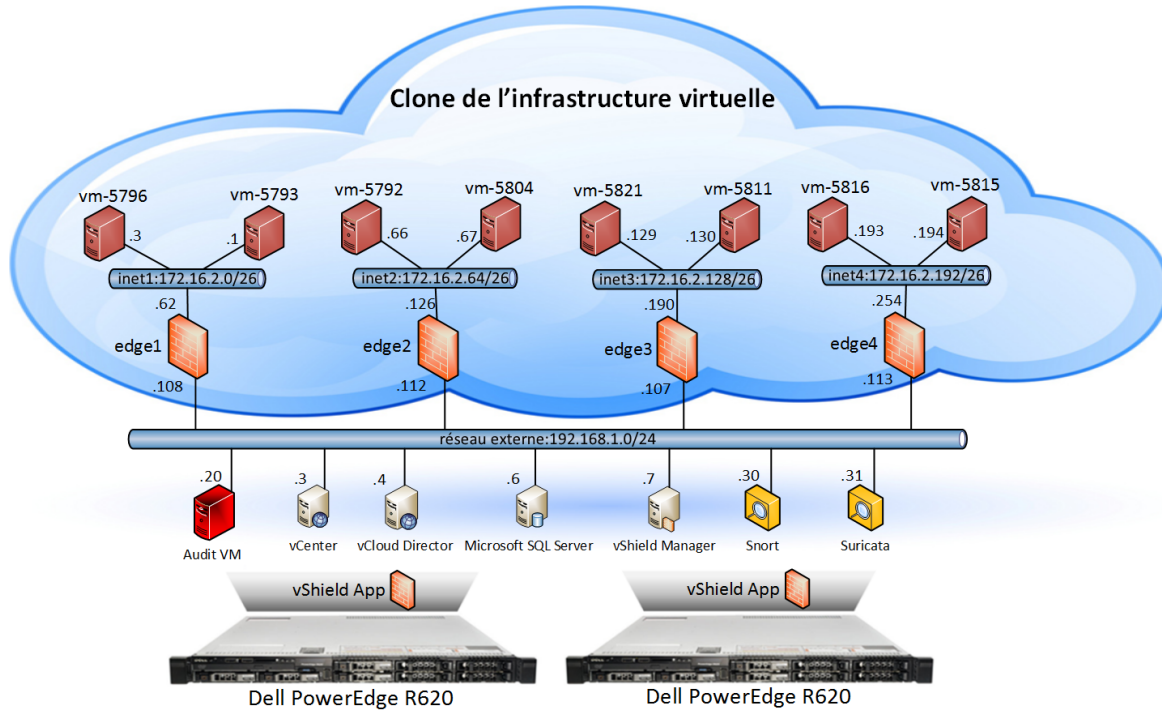 Clone de l'infrastructure virtuelle
vm-5796
vm-5793
vm-5792
vm-5804
vm-5821
vm-5811
vm-5816
vm-5815
.3
.1
.66
.67
.129
.130
.193
.194
inet1:172.16.2.0/26
inet2:172.16.2.64/26
inet3:172.16.2.128/26
inet4:172.16.2.192/26
.62
.126
.190
.254
edge1
edge2
edge3
edge4
.108
.112
.107
.113
réseau externe:192.168.1.0/24
.20
.3
.4
.6
.7
.30
.31
Audit VM
vCenter
vCloud Director
Microsoft SQL Server
vShield Manager
Snort
Suricata
vShield App
vShield App
Dell PowerEdge R620
Dell PowerEdge R620